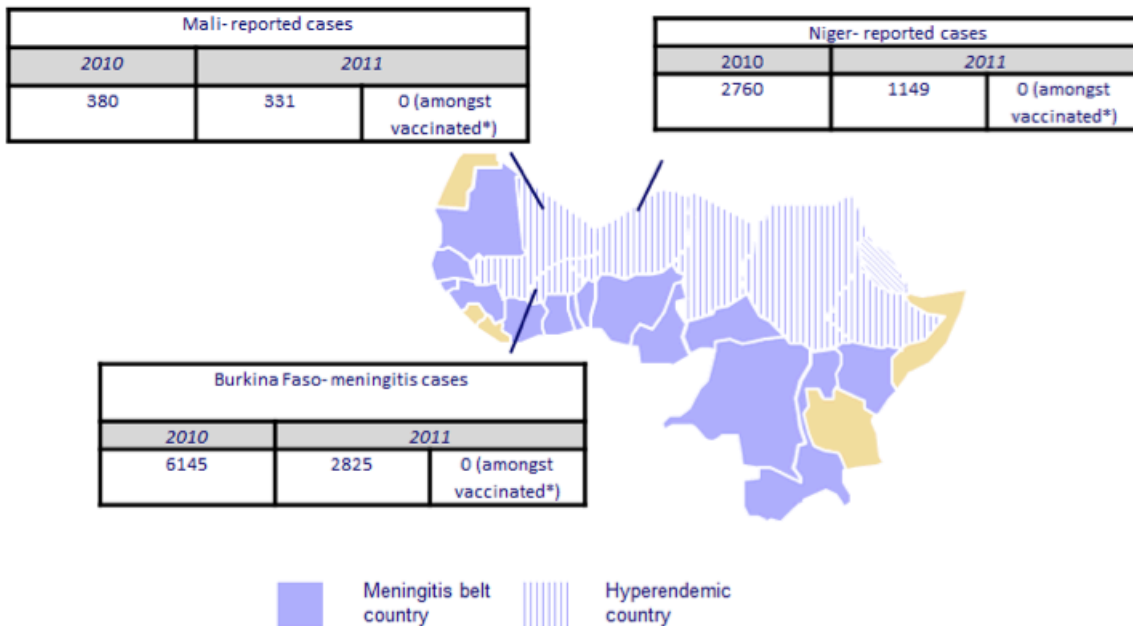 Mali- reported cases
2010 2011
380 331 0 (amongst
vaccinated*)
Niger- reported cases
2010 2011
2760 1149 0 (amongst
vaccinated*)
Burkina Faso- meningitis cases
2010 2011
6145 2825 0 (amongst
vaccinated*)
Meningitis belt
country
Hyperendemic
country